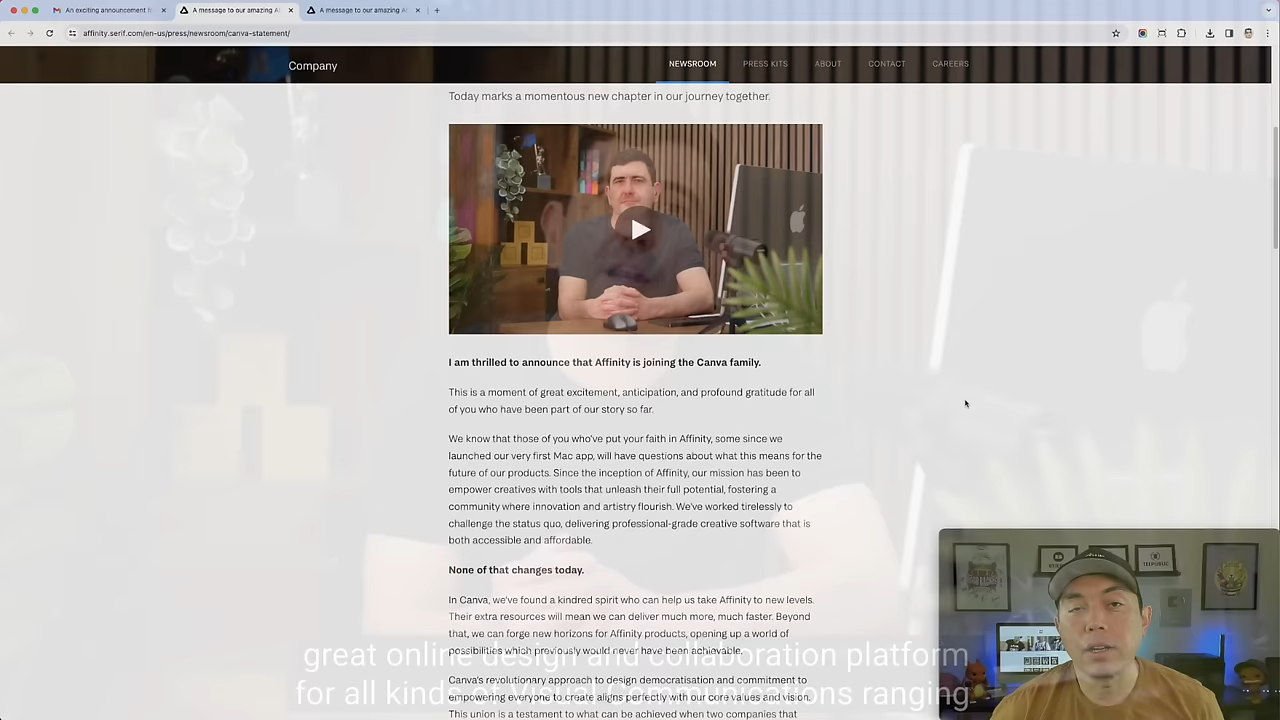 An exciting announcement f
A message to our amazing A
A message to our amazing A
affinity.serif.com/en-us/press/newsroom/canva-statement/
Company
NEWSROOM
PRESS KITS
ABOUT
CONTACT
CAREERS
Today marks a momentous new chapter in our journey together.
I am thrilled to announce that Affinity is joining the Canva family.
This is a moment of great excitement, anticipation, and profound gratitude for all
of you who have been part of our story so far.
We know that those of you who've put your faith in Affinity, some since we
launched our very first Mac app, will have questions about what this means for the
future of our products. Since the inception of Affinity, our mission has been to
empower creatives with tools that unleash their full potential, fostering a
community where innovation and artistry flourish. We've worked tirelessly to
challenge the status quo, delivering professional-grade creative software that is
both accessible and affordable.
None of that changes today.
In Canva, we've found a kindred spirit who can help us take Affinity to new levels.
Their extra resources will mean we can deliver much more, much faster. Beyond
that, we can forge new horizons for Affinity products, opening up a world of
possibilities which previously would never have been achievable.
great online design and collaboration platform
Canva's revolutionary approach to design democratisation and commitment to
for all kinds of Visual Communications ranging
empowering everyone to create aligns perfectly with our core values and vision.
This union is a testament to what can be achieved when two companies that